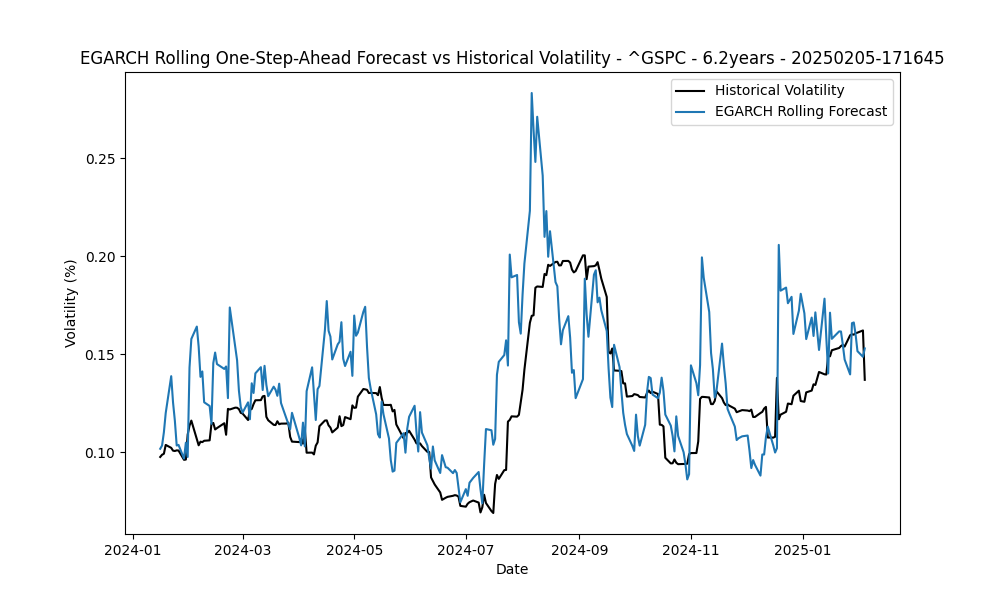 EGARCH Rolling One-Step-Ahead Forecast vs Historical Volatility - ^GSPC - 6.2years - 20250205-171645
Historical Volatility
EGARCH Rolling Forecast
Volatility (%)
0.25
0.20
0.15
0.10
2024-01
2024-03
2024-05
2024-07
2024-09
2024-11
2025-01
Date